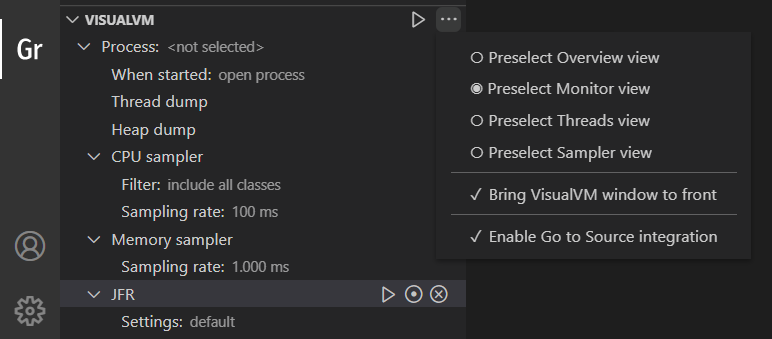 VISUALVM
Gr
Process: <not selected>
When started: open process
Thread dump
Heap dump
CPU sampler
Filter: include all classes
Sampling rate: 100 ms
Memory sampler
Sampling rate: 1.000 ms
JFR
Settings: default
Preselect Overview view
Preselect Monitor view
Preselect Threads view
Preselect Sampler view
Bring VisualVM window to front
Enable Go to Source integration